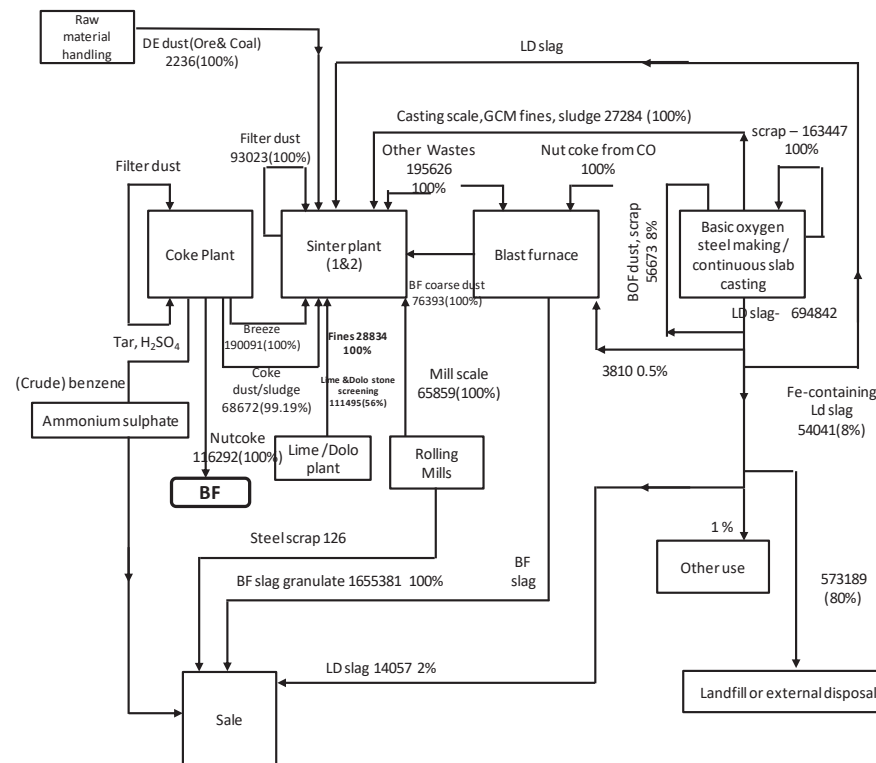 Raw
material
handling
DE dust(Ore& Coal)
2236(100%)
LD slag
Casting scale,GCM fines, sludge 27284 (100%)
scrap – 163447
100%
Filter dust
93023(100%)
Other Wastes
195626
100%
Nut coke from CO
100%
Filter dust
BOF dust, scrap
56673 8%
Coke Plant
Sinter plant
(1&2)
Blast furnace
Basic oxygen
steel making /
continuous slab
casting
BF coarse dust
76393(100%)
LD slag- 694842
Tar, H₂SO₄
Breeze
190091(100%)
Fines 28834
100%
Coke
dust/sludge
68672(99.19%)
Lime &Dolo stone
screening
111495(56%)
Mill scale
65859(100%)
3810 0.5%
(Crude) benzene
Fe-containing
Ld slag
54041(8%)
Ammonium sulphate
Nutcoke
116292(100%)
Lime /Dolo
plant
Rolling
Mills
BF
Steel scrap 126
1 %
BF slag granulate 1655381 100%
BF
slag
Other use
573189
(80%)
LD slag 14057 2%
Landfill or external disposal
Sale